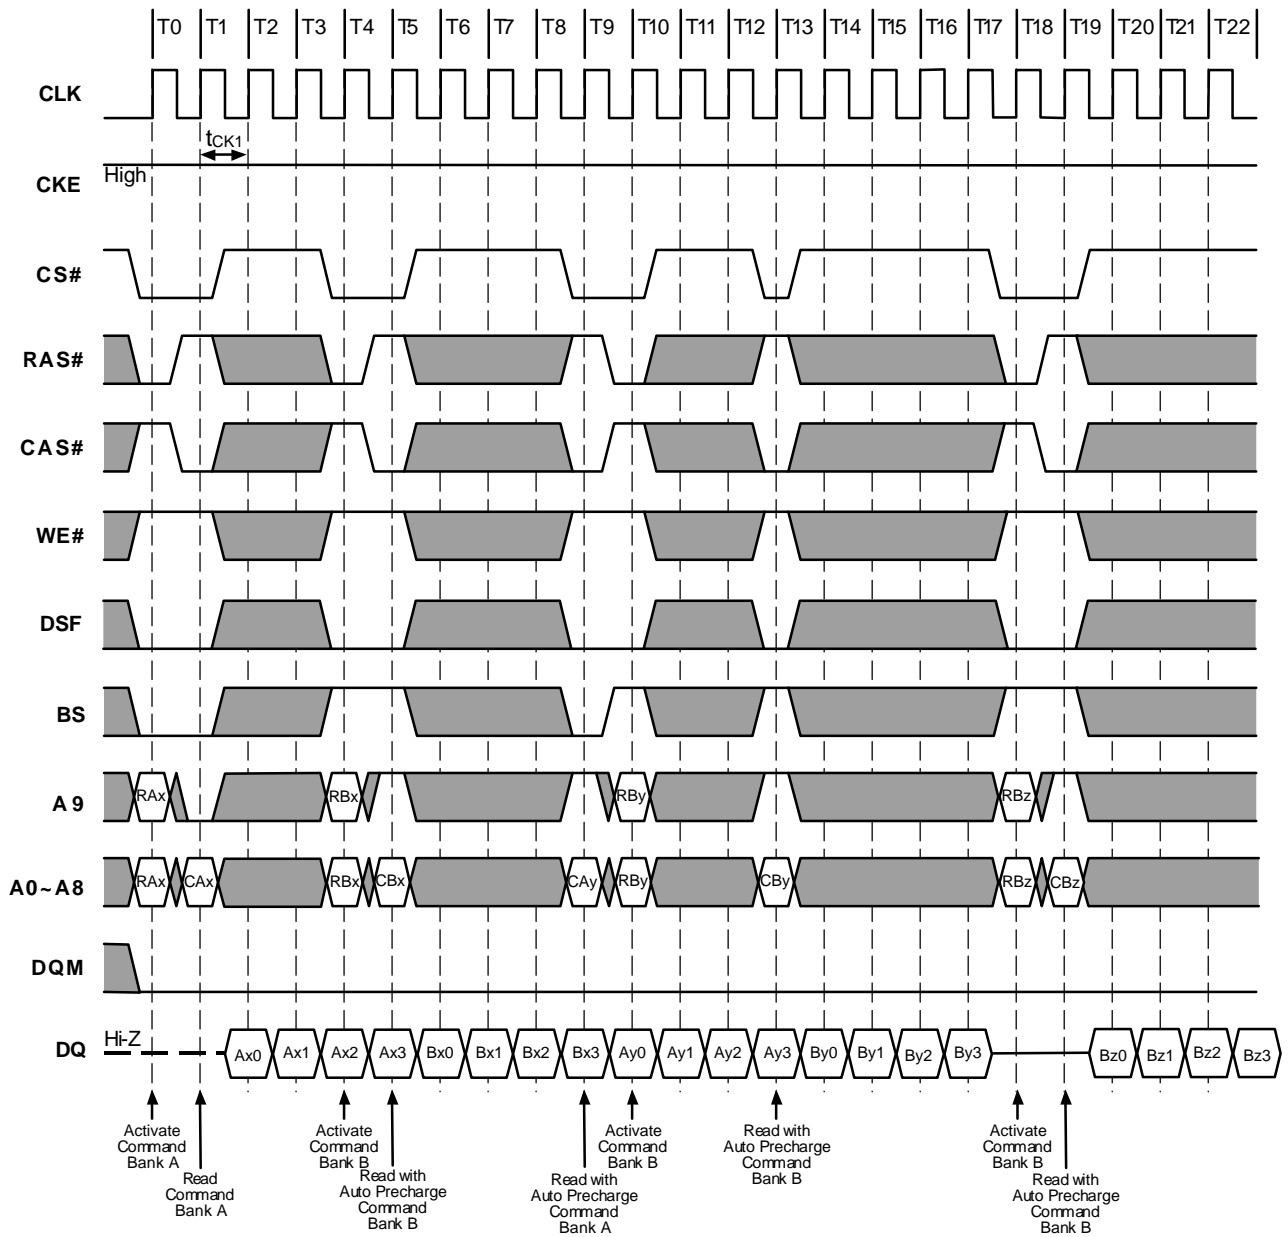 T0 T1 T2 T3 T4 T5 T6 T7 T8 T9 T10 T11 T12 T13 T14 T15 T16 T17 T18 T19 T20 T21 T22
CLK
tCK1
High
CKE
CS#
RAS#
CAS#
WE#
DSF
BS
A9
RAx RBx RBy RBz
A0~A8
RAx CAx RBx CBx CAy RBy CBy RBz CBz
DQM
DQ
Hi-Z
Ax0 Ax1 Ax2 Ax3 Bx0 Bx1 Bx2 Bx3 Ay0 Ay1 Ay2 Ay3 By0 By1 By2 By3 Bz0 Bz1 Bz2 Bz3
Activate
Command
Bank A
Read
Command
Bank A
Activate
Command
Bank B
Read with
Auto Precharge
Command
Bank B
Read with
Auto Precharge
Command
Bank A
Activate
Command
Bank B
Read with
Auto Precharge
Command
Bank B
Activate
Command
Bank B
Read with
Auto Precharge
Command
Bank B